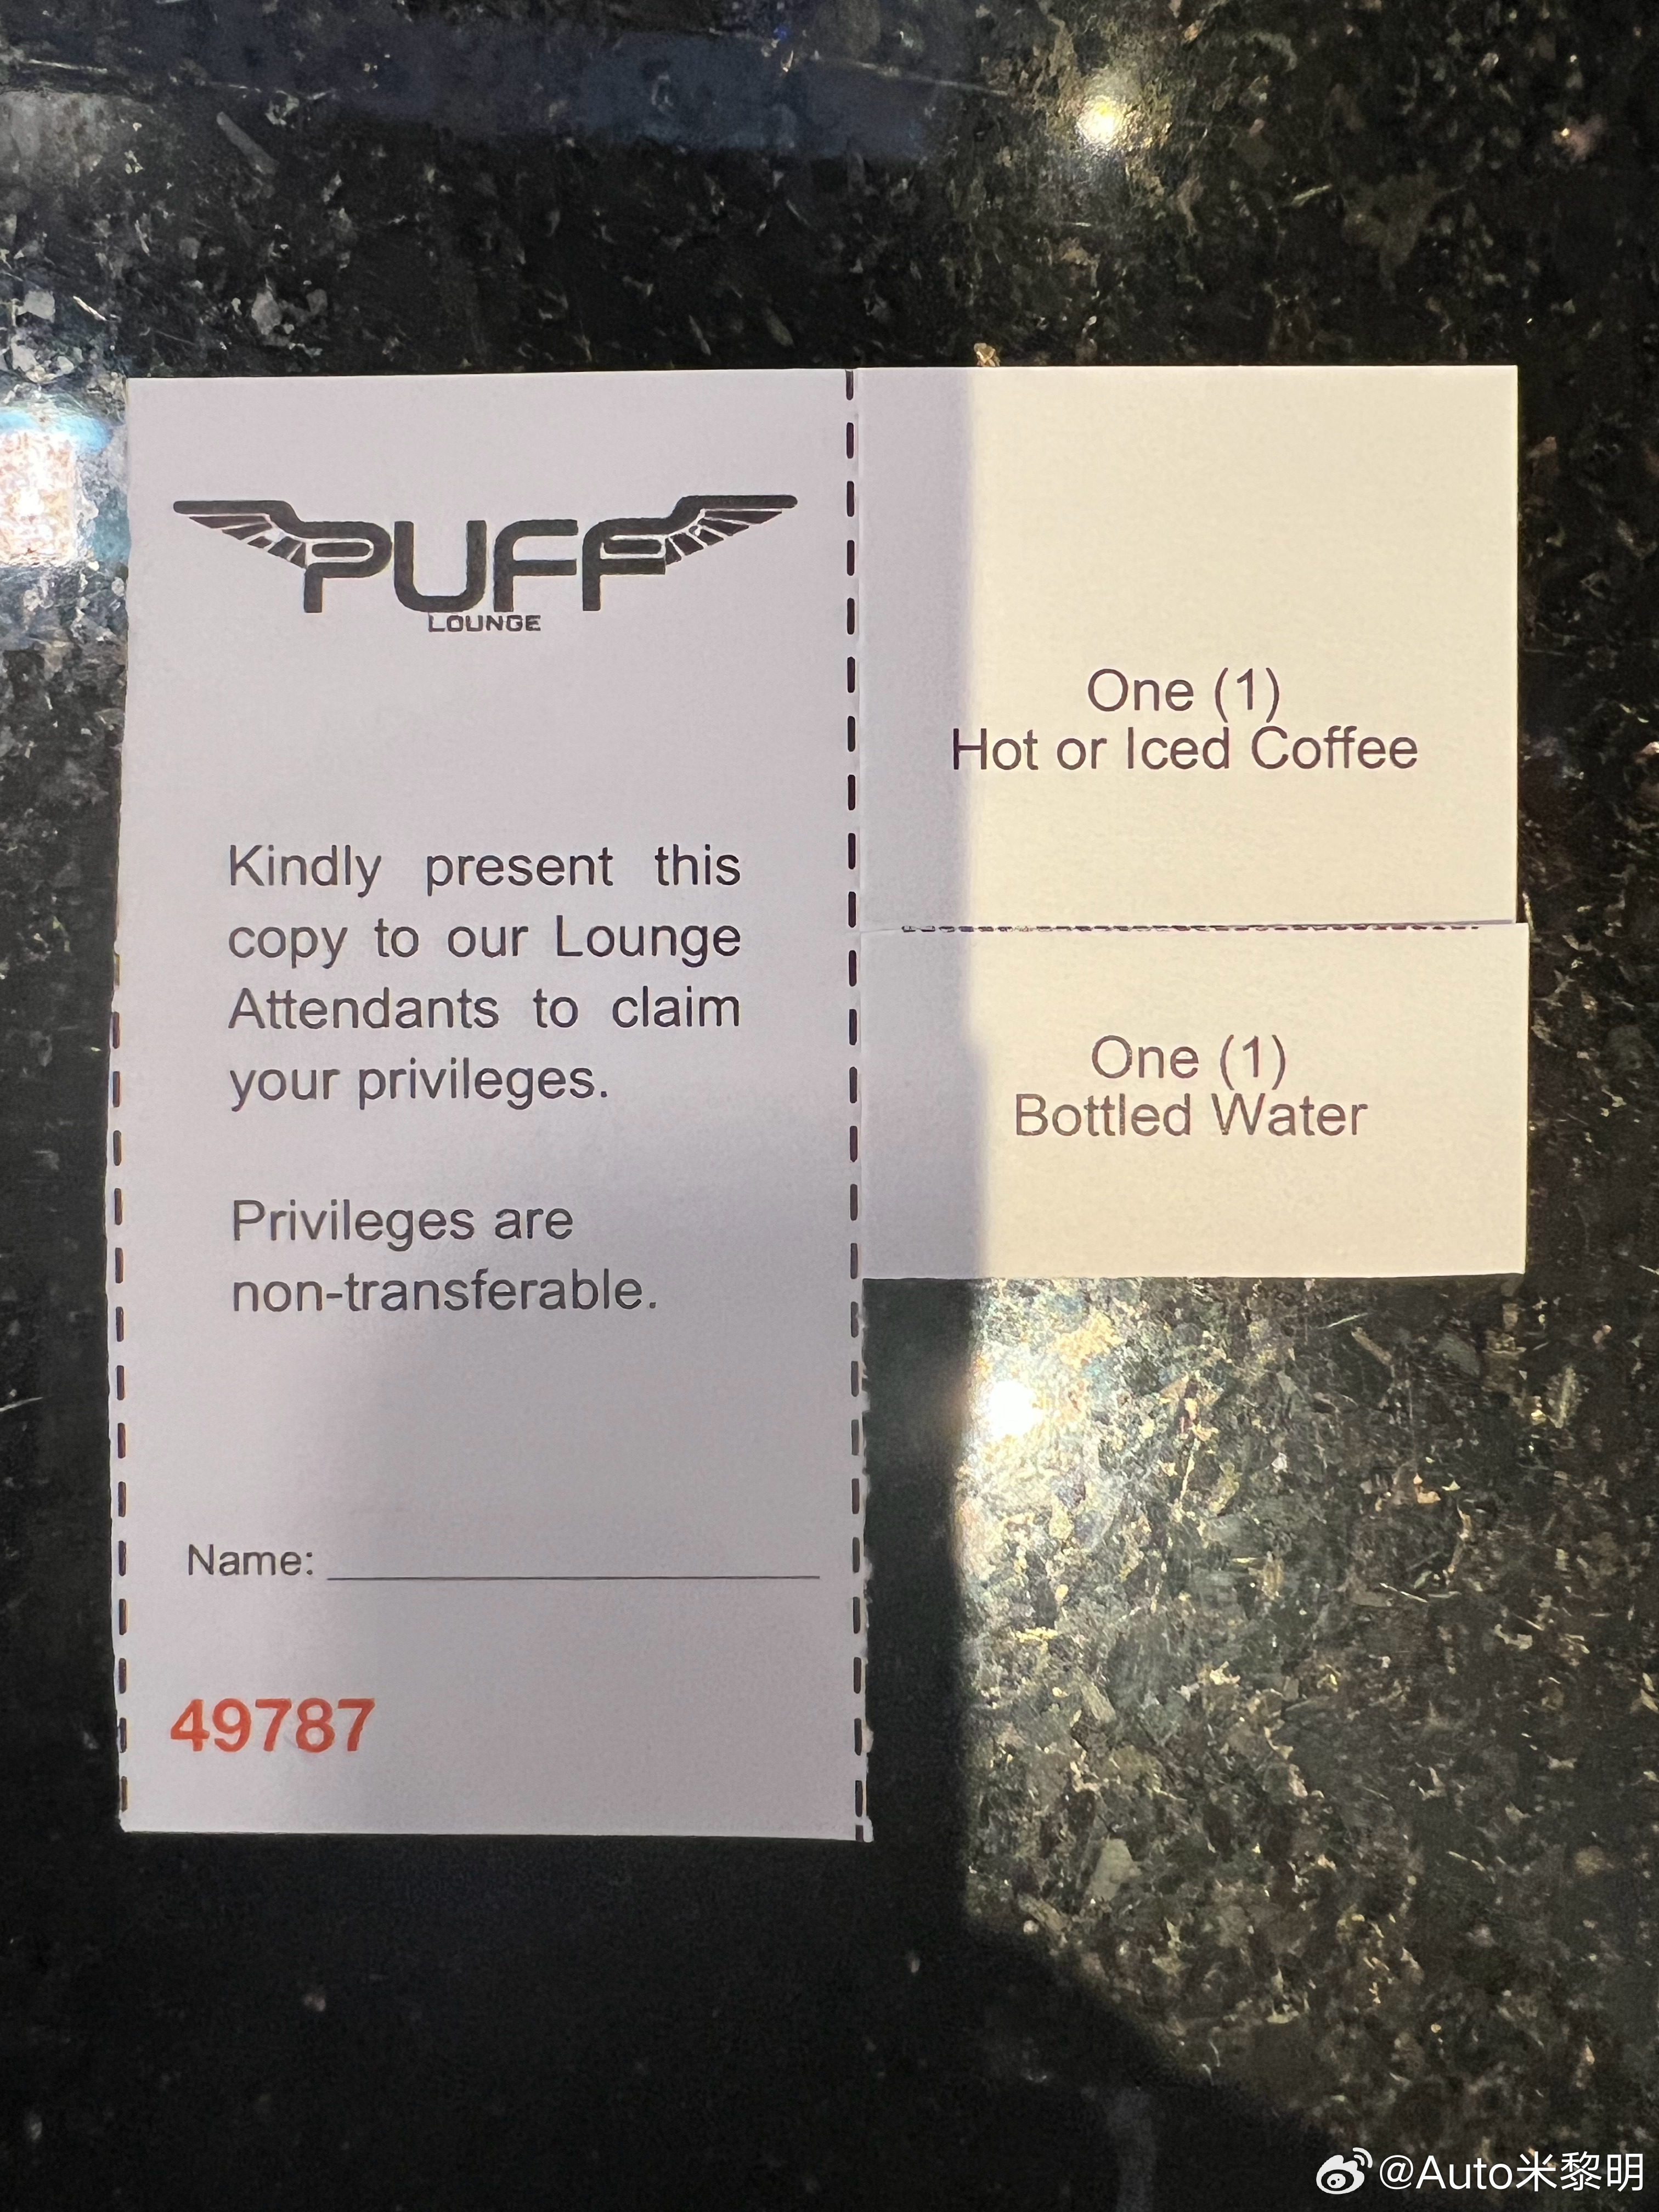 PUFF
LOUNGE
Kindly present this
copy to our Lounge
Attendants to claim
your privileges.
Privileges are
non-transferable.
Name:
49787
One (1)
Hot or Iced Coffee
One (1)
Bottled Water
@Auto米黎明